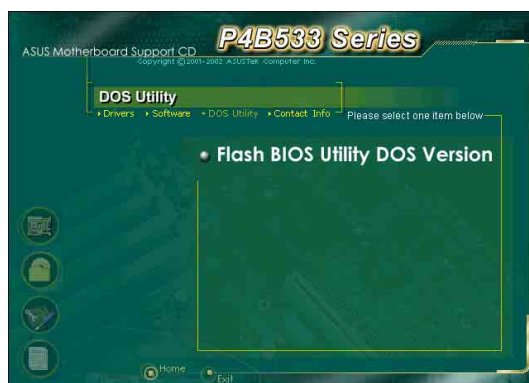 P4B533 Series
ASUS Motherboard Support CD
Copyright ©2001-2002 ASUSTek Computer Inc.
DOS Utility
Drivers Software DOS Utility Contact Info Please select one item below
Flash BIOS Utility DOS Version
Home
Exit